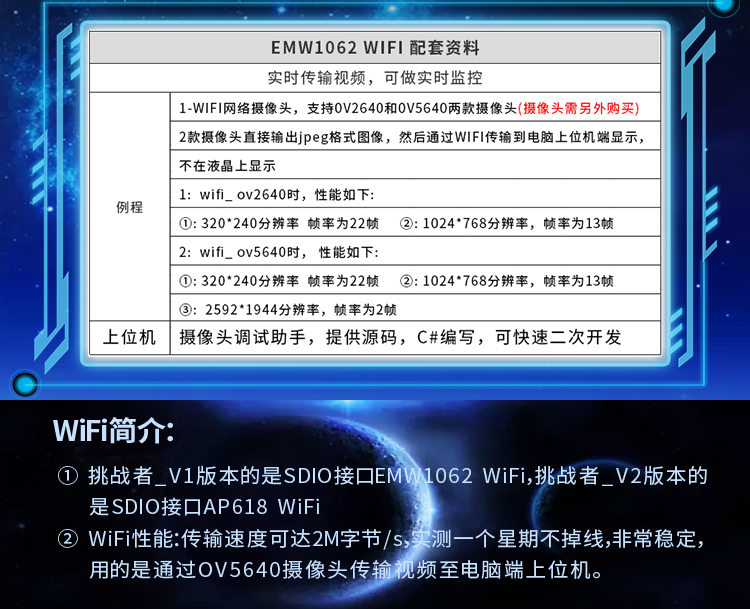 EMW1062 WIFI 配套资料
实时传输视频，可做实时监控
例程
1-WIFI网络摄像头，支持OV2640和OV5640两款摄像头(摄像头需另外购买)
2款摄像头直接输出jpeg格式图像，然后通过WIFI传输到电脑上位机端显示，
不在液晶上显示
1: wifi_ ov2640时，性能如下:
①: 320*240分辨率 帧率为22帧 ②: 1024*768分辨率，帧率为13帧
2: wifi_ ov5640时， 性能如下:
①: 320*240分辨率 帧率为22帧 ②: 1024*768分辨率，帧率为13帧
③: 2592*1944分辨率，帧率为2帧
上位机 摄像头调试助手，提供源码，C#编写，可快速二次开发
WiFi简介:
① 挑战者_V1版本的是SDIO接口EMW1062 WiFi,挑战者_V2版本的
是SDIO接口AP618 WiFi
② WiFi性能:传输速度可达2M字节/s,实测一个星期不掉线,非常稳定,
用的是通过OV5640摄像头传输视频至电脑端上位机。